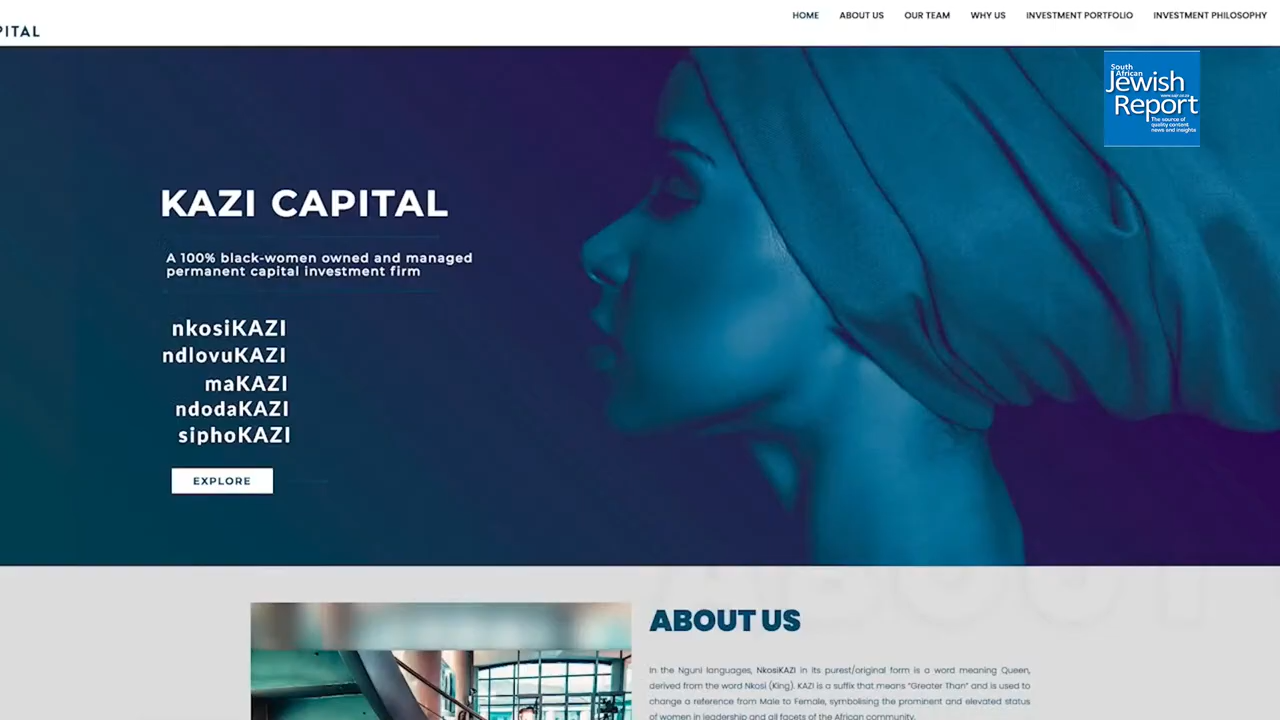 PITAL
HOME ABOUT US OUR TEAM WHY US INVESTMENT PORTFOLIO INVESTMENT PHILOSOPHY
South
African
Jewish
www.sajr.co.za
Report
The source of
quality content
news and insights
KAZI CAPITAL
A 100% black-women owned and managed
permanent capital investment firm
nkosiKAZI
ndlovuKAZI
maKAZI
ndodaKAZI
siphoKAZI
EXPLORE
ABOUT
ABOUT US
In the Nguni languages, NkosiKAZI in its purest/original form is a word meaning Queen,
derived from the word Nkosi (King). KAZI is a suffix that means “Greater Than” and is used to
change a reference from Male to Female, symbolising the prominent and elevated status
of women in leadership and all facets of the African community.